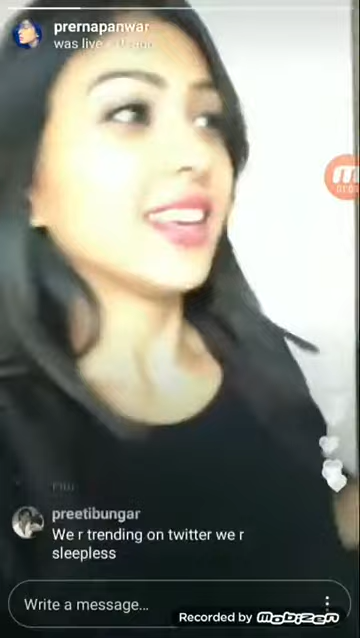 prernapanwar
was live
preetibungar
We r trending on twitter we r
sleepless
Write a message...
Recorded by Mobizen